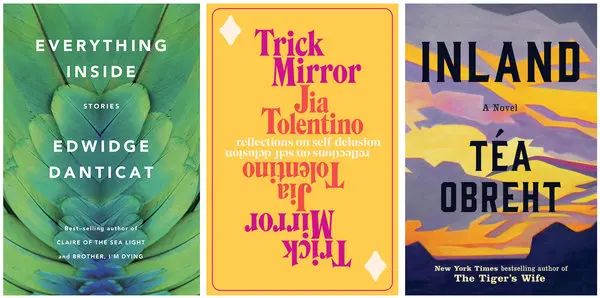 EVERYTHING
INSIDE
STORIES
EDWIDGE
DANTICAT
Best-selling author of
CLAIRE OF THE SEA LIGHT
and BROTHER, I'M DYING
Trick
Mirror
Jia
Tolentino
reflections on self delusion
reflections on self delusion
Tolentino
Jia
Mirror
Trick
INLAND
A Novel
TÉA
OBREHT
New York Times bestselling author of
The Tiger's Wife